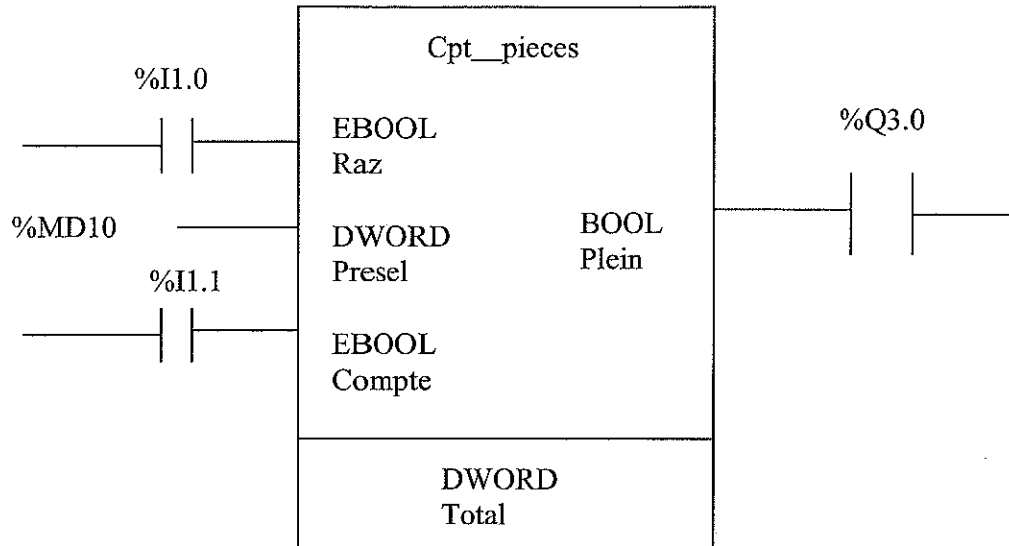 Cpt__pieces
%I1.0
EBOOL
Raz
%Q3.0
%MD10
DWORD
Presel
BOOL
Plein
%I1.1
EBOOL
Compte
DWORD
Total